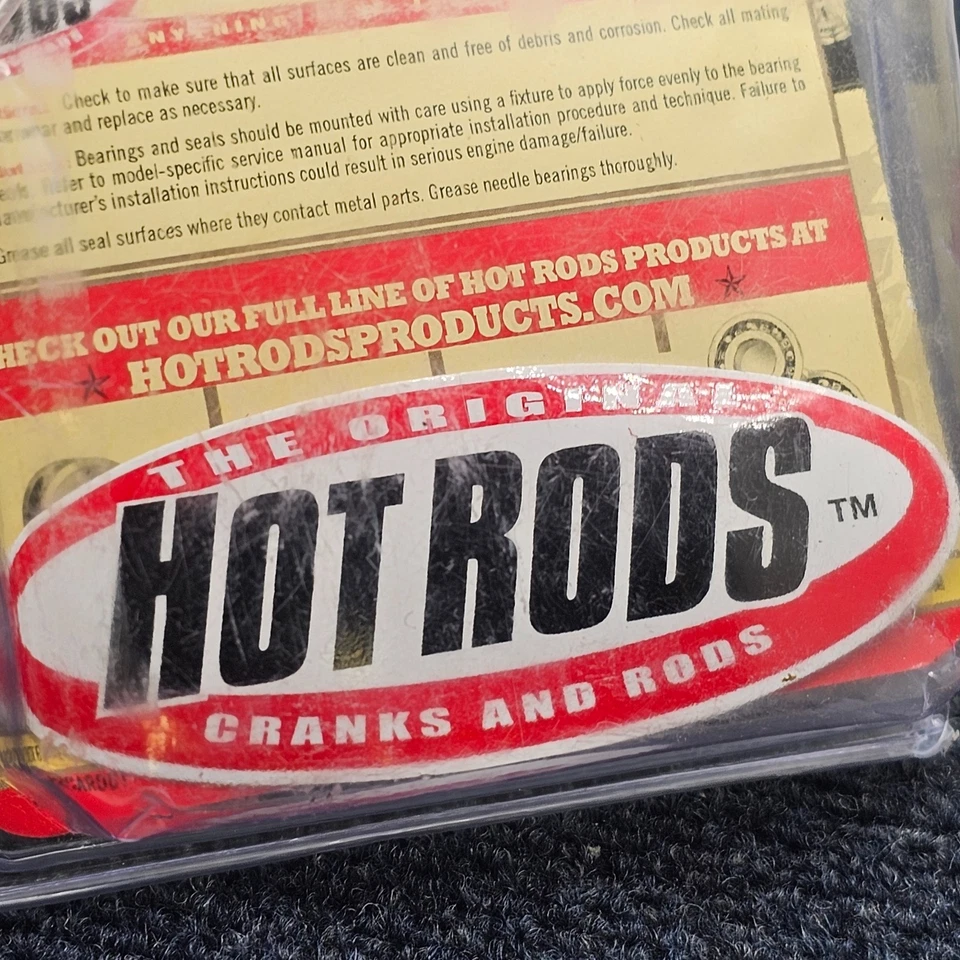 ANYTHING
Check to make sure that all surfaces are clean and free of debris and corrosion. Check all mating
and replace as necessary.
Bearings and seals should be mounted with care using a fixture to apply force evenly to the bearing
to model-specific service manual for appropriate installation procedure and technique. Failure to
installation instructions could result in serious engine damage/failure.
Grease all seal surfaces where they contact metal parts. Grease needle bearings thoroughly.
HECK OUT OUR FULL LINE OF HOT RODS PRODUCTS AT
HOTRODSPRODUCTS.COM
THE ORIGINAL
HOT RODS TM
CRANKS AND RODS